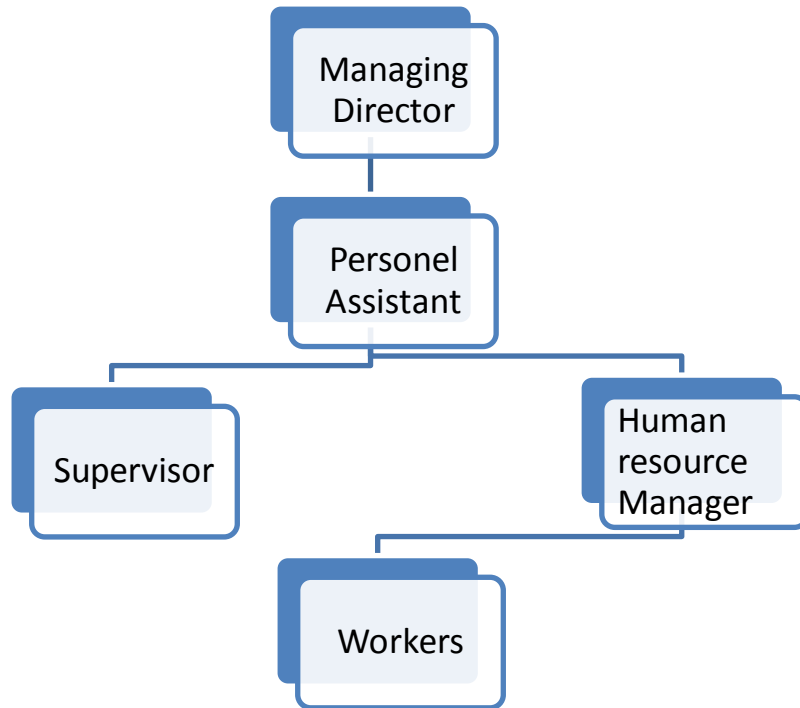 Managing
Director
Personel
Assistant
Supervisor
Human
resource
Manager
Workers